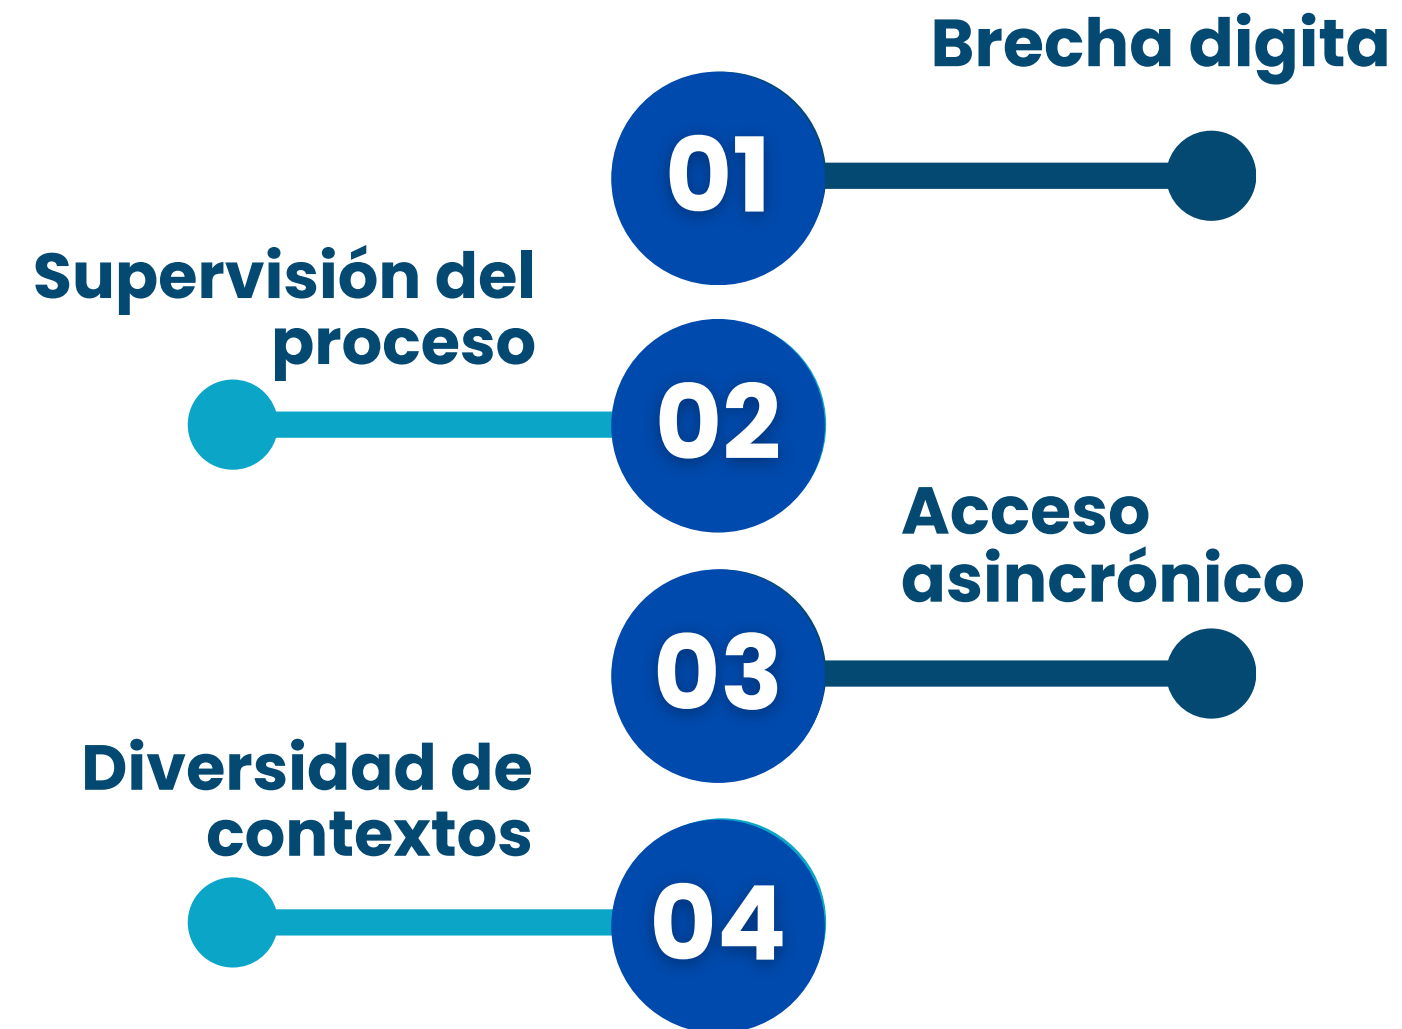 Brecha digita
01
Supervisión del
proceso
02
Acceso
asincrónico
03
Diversidad de
contextos
04